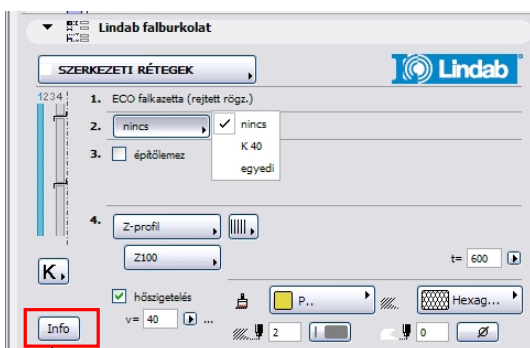 Lindab falburkolat
SZERKEZETI RÉTEGEK
Lindab
1234
1. ECO falkazetta (rejtett rögz.)
2. nincs
nincs
K 40
egyedi
3. építőlemez
4. Z-profil
Z100
t= 600
K
hőszigetelés
P..
Hexag...
v= 40 ...
Info
2
0